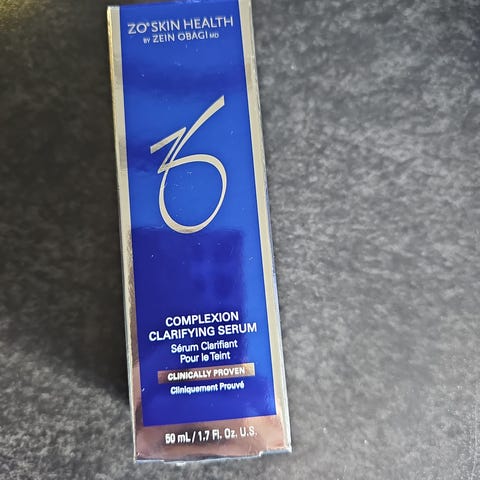 ZO® SKIN HEALTH
BY ZEIN OBAGI MD
ZO
COMPLEXION
CLARIFYING SERUM
Sérum Clarifiant
Pour le Teint
CLINICALLY PROVEN
Cliniquement Prouvé
50 mL / 1.7 Fl. Oz. U.S.